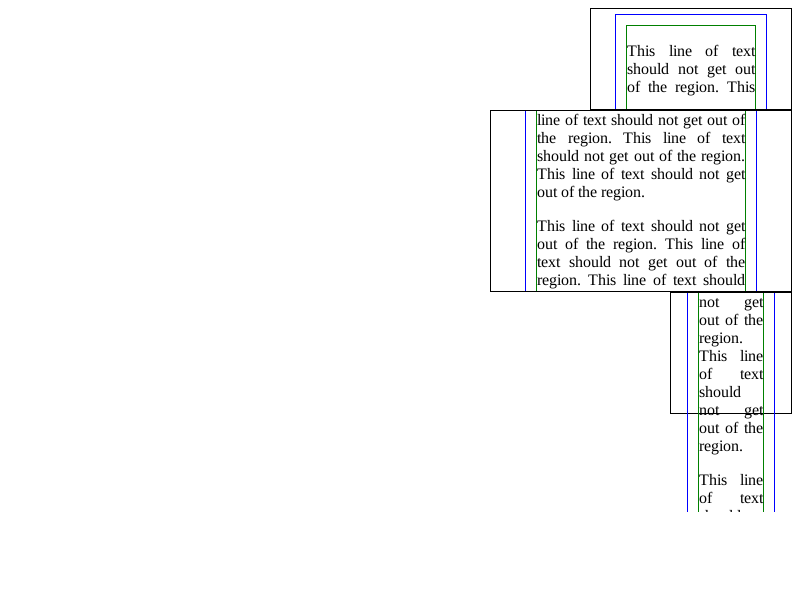 This line of text
should not get out
of the region. This
line of text should not get out of
the region. This line of text
should not get out of the region.
This line of text should not get
out of the region.
This line of text should not get
out of the region. This line of
text should not get out of the
region. This line of text should
not get
out of the
region.
This line
of text
should
not get
out of the
region.
This line
of text